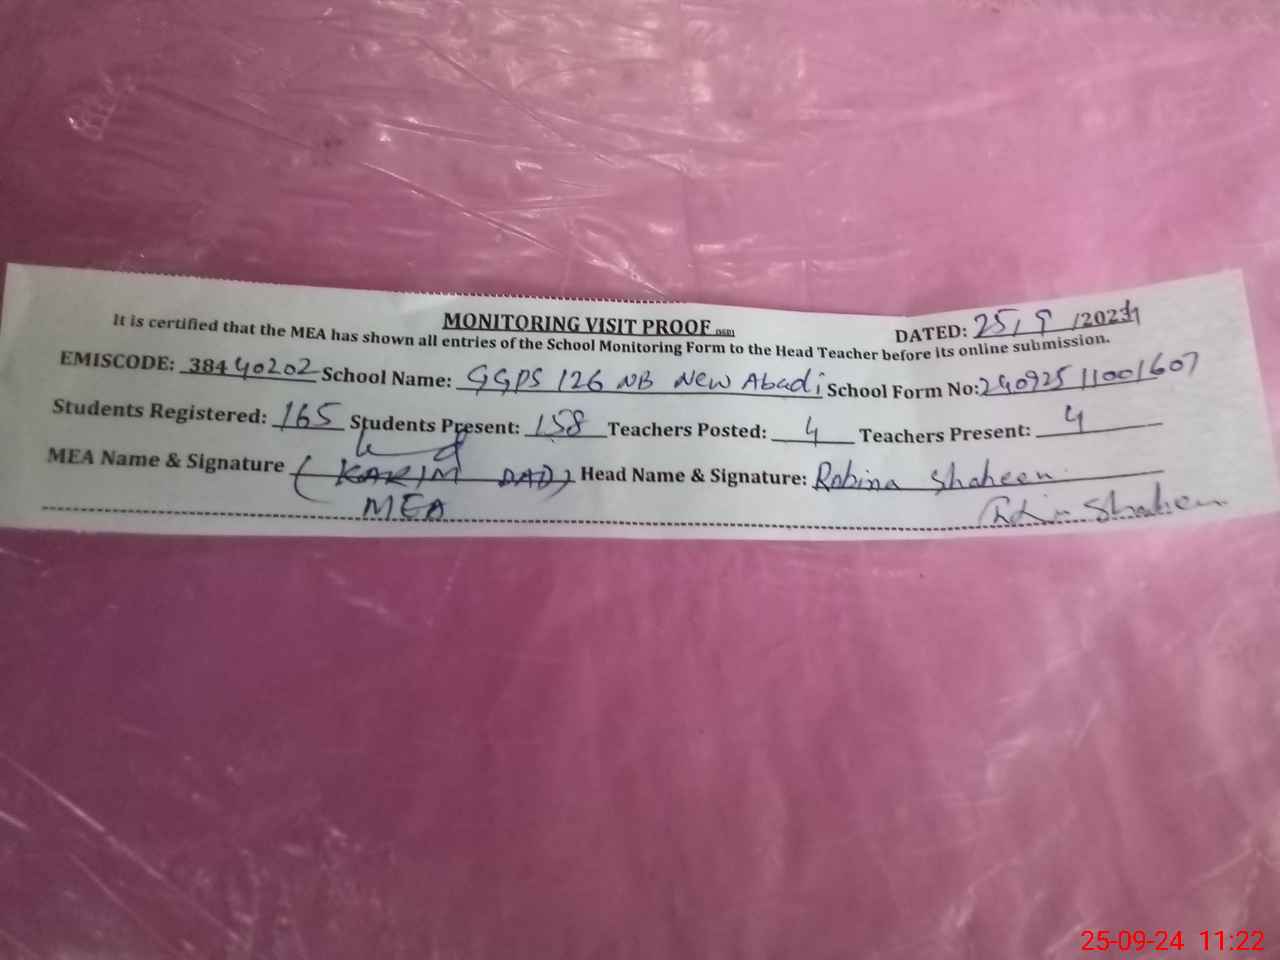 MONITORING VISIT PROOF
DATED: 25/9/2024
It is certified that the MEA has shown all entries of the School Monitoring Form to the Head Teacher before its online submission.
EMISCODE: 38440202 School Name: GGPS 126 NB New Abadi School Form No: 24092511001607
Students Registered: 165 Students Present: 158 Teachers Posted: 4 Teachers Present: 4
MEA Name & Signature (KARIM DAD) Head Name & Signature: Robina Shaheen
MEA Shaheen
25-09-24 11:22